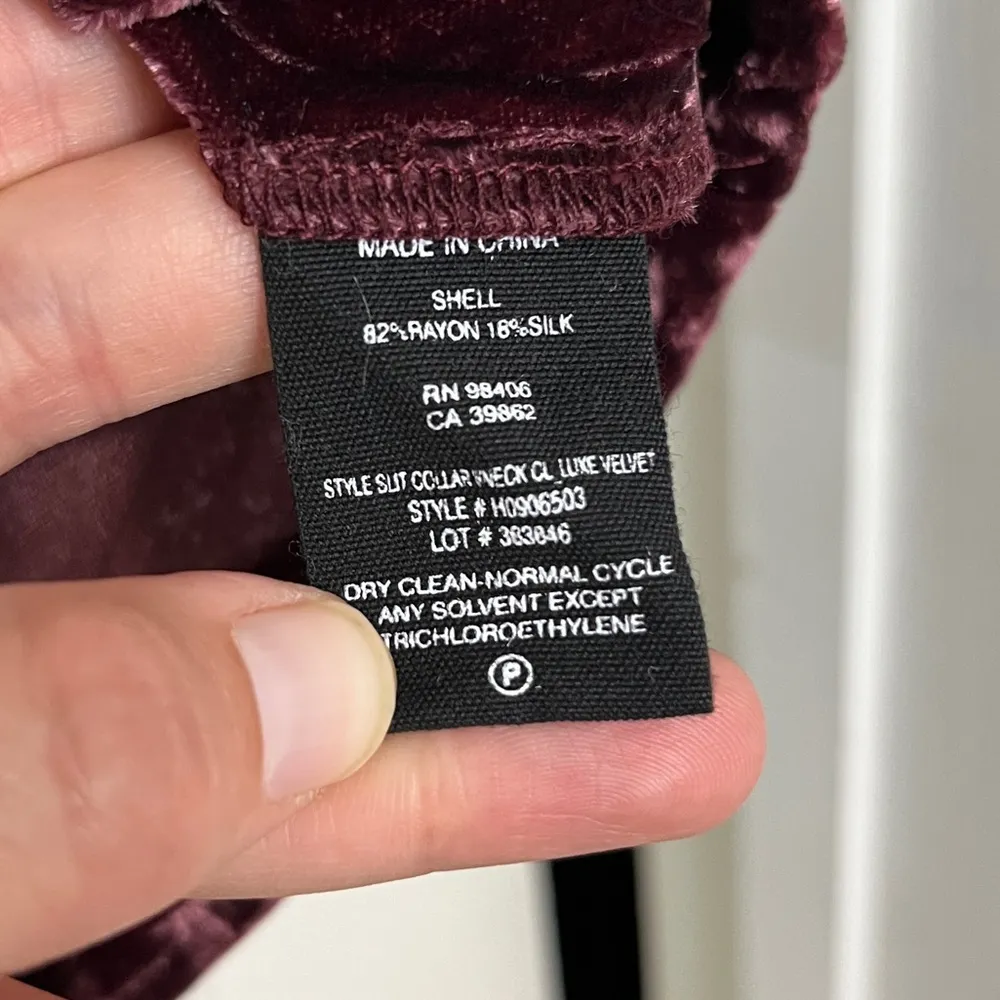 MADE IN CHINA
SHELL
82%RAYON 18%SILK
RN 98406
CA 39862
STYLE SLIT COLLAR VNECK CL_LUXE VELVET
STYLE # H0906503
LOT # 383846
DRY CLEAN-NORMAL CYCLE
ANY SOLVENT EXCEPT
TRICHLOROETHYLENE
P